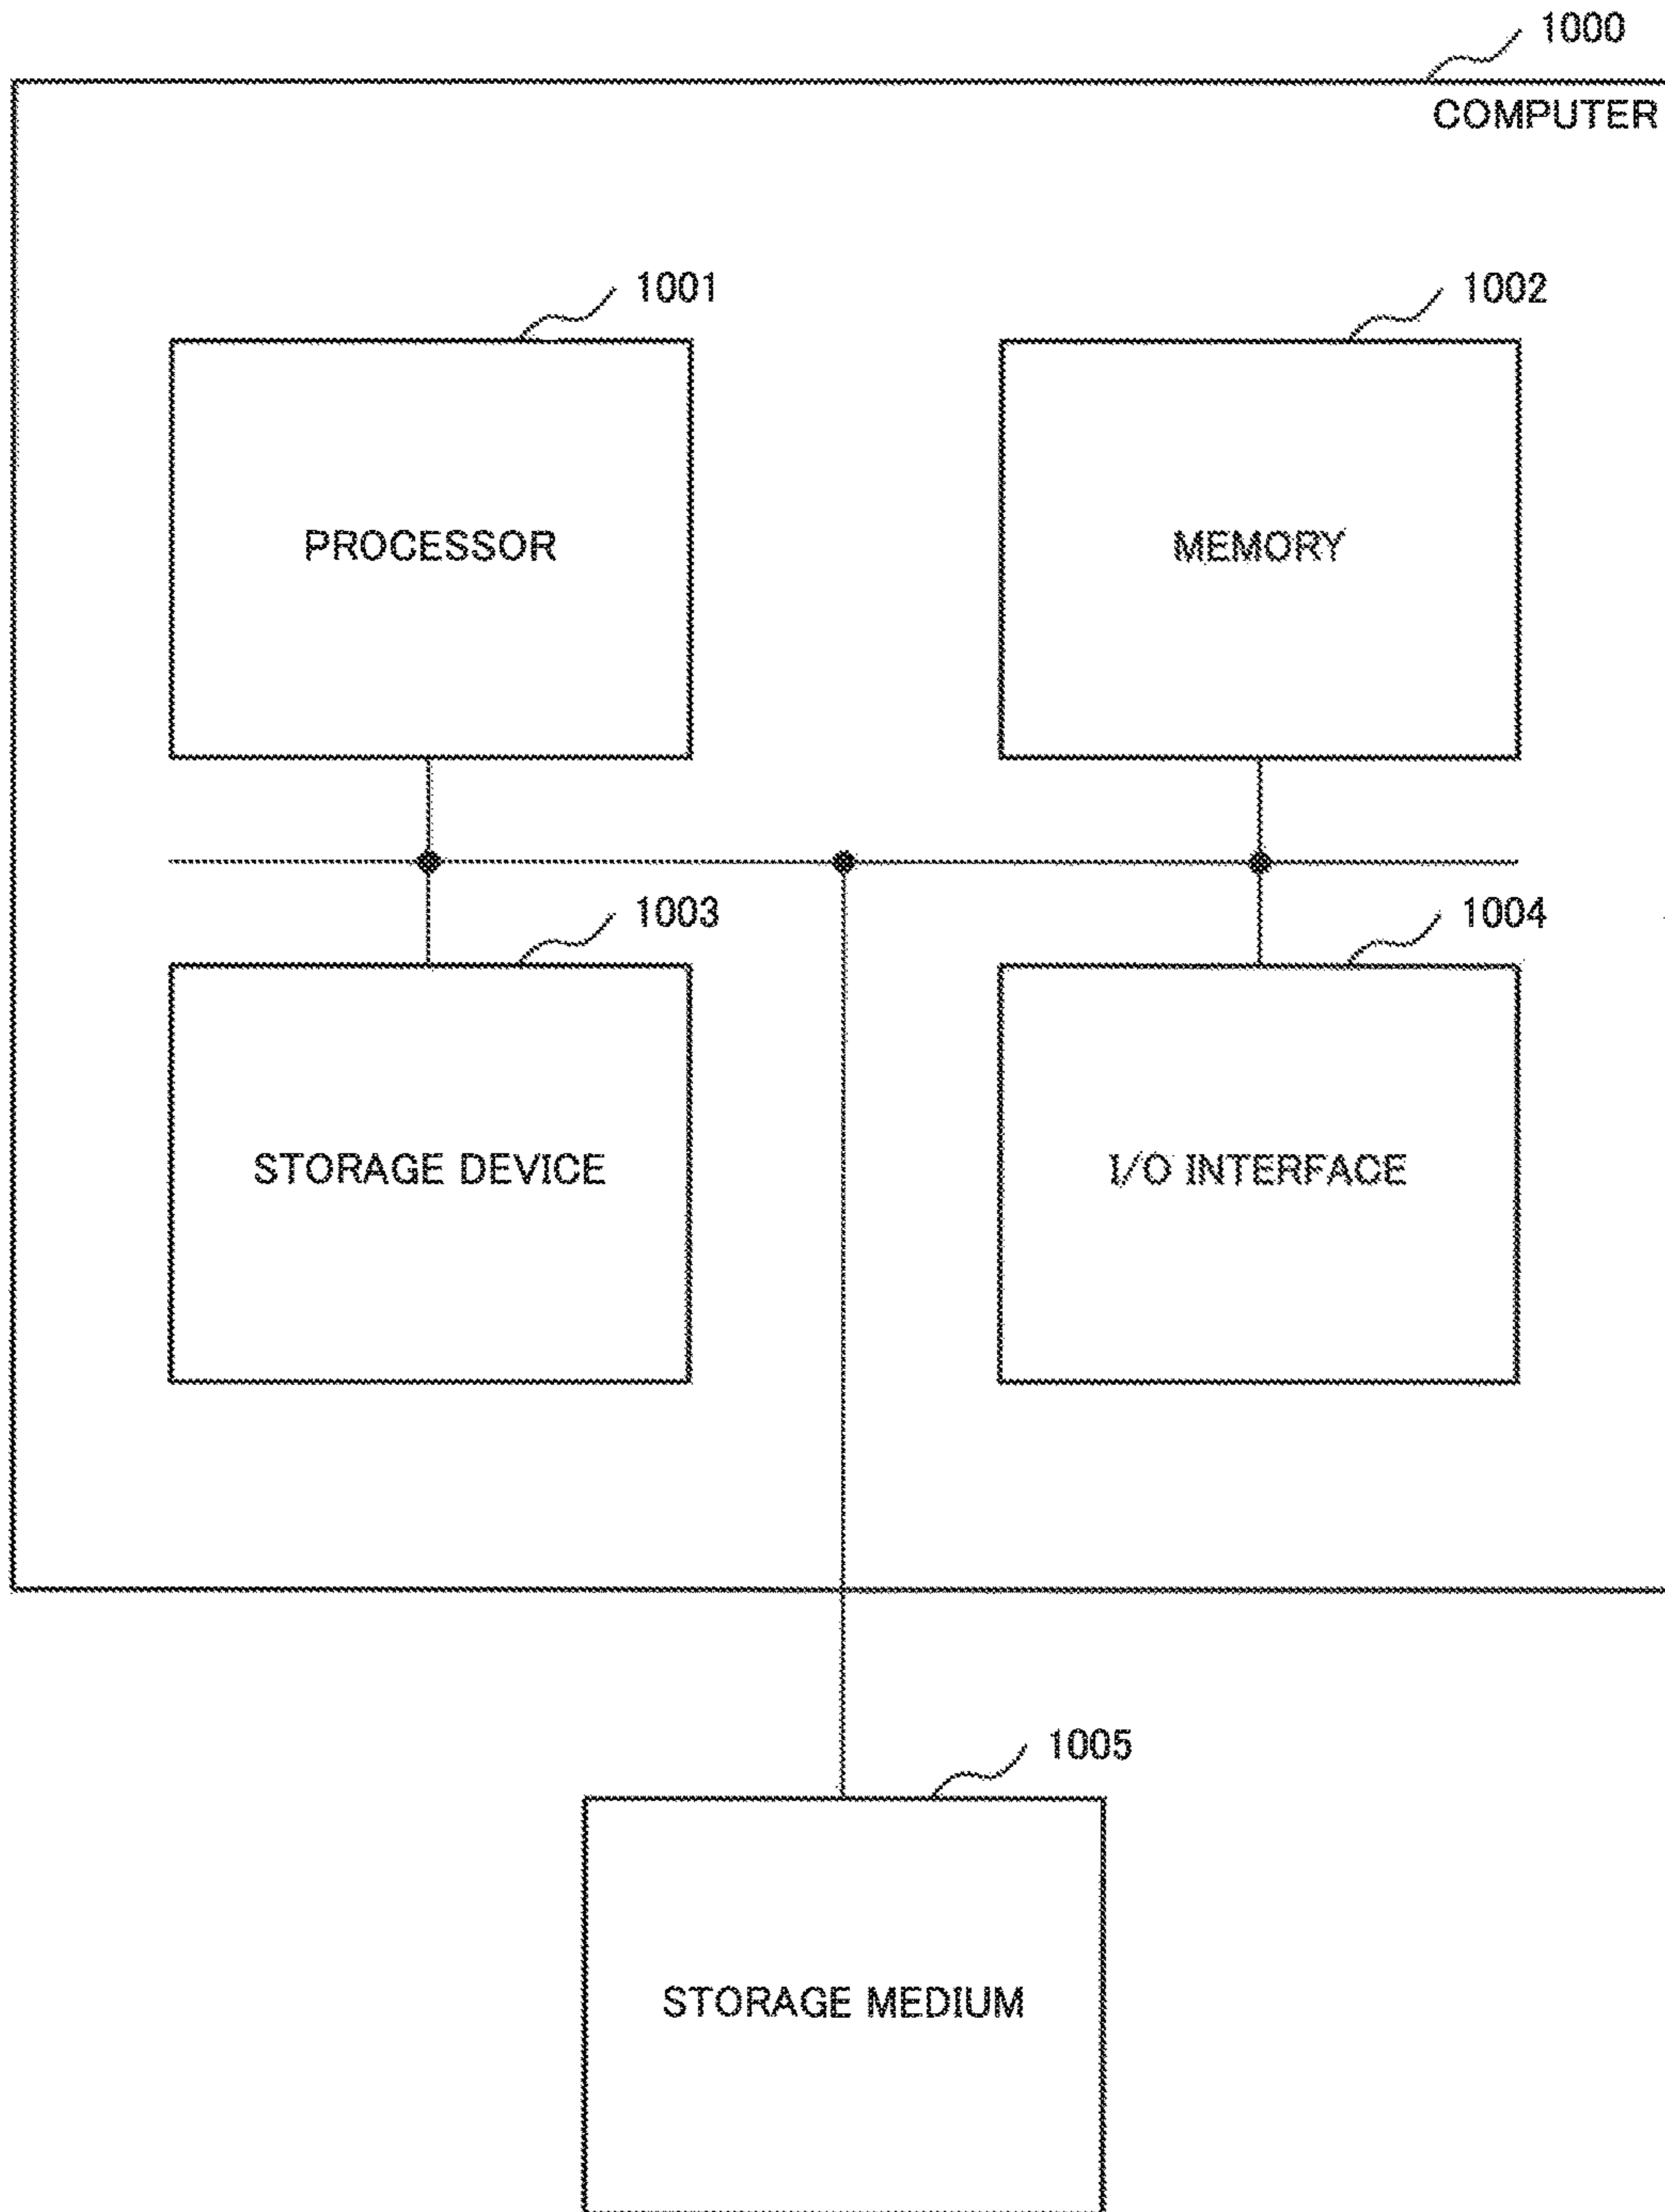 1000
COMPUTER
1001
1002
PROCESSOR
MEMORY
1003
1004
STORAGE DEVICE
I/O INTERFACE
1005
STORAGE MEDIUM